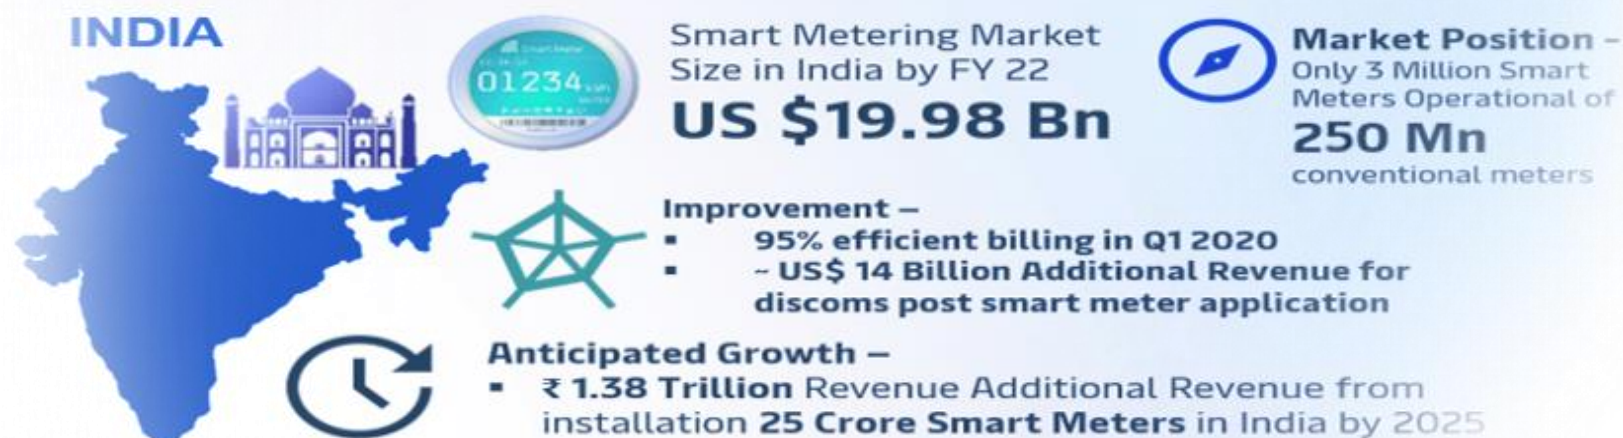 INDIA
Smart Meter
01234 kWh
Smart Metering Market
Size in India by FY 22
US $19.98 Bn
Market Position –
Only 3 Million Smart
Meters Operational of
250 Mn
conventional meters
Improvement –
▪ 95% efficient billing in Q1 2020
▪ ~ US$ 14 Billion Additional Revenue for
discoms post smart meter application
Anticipated Growth –
▪ ₹ 1.38 Trillion Revenue Additional Revenue from
installation 25 Crore Smart Meters in India by 2025